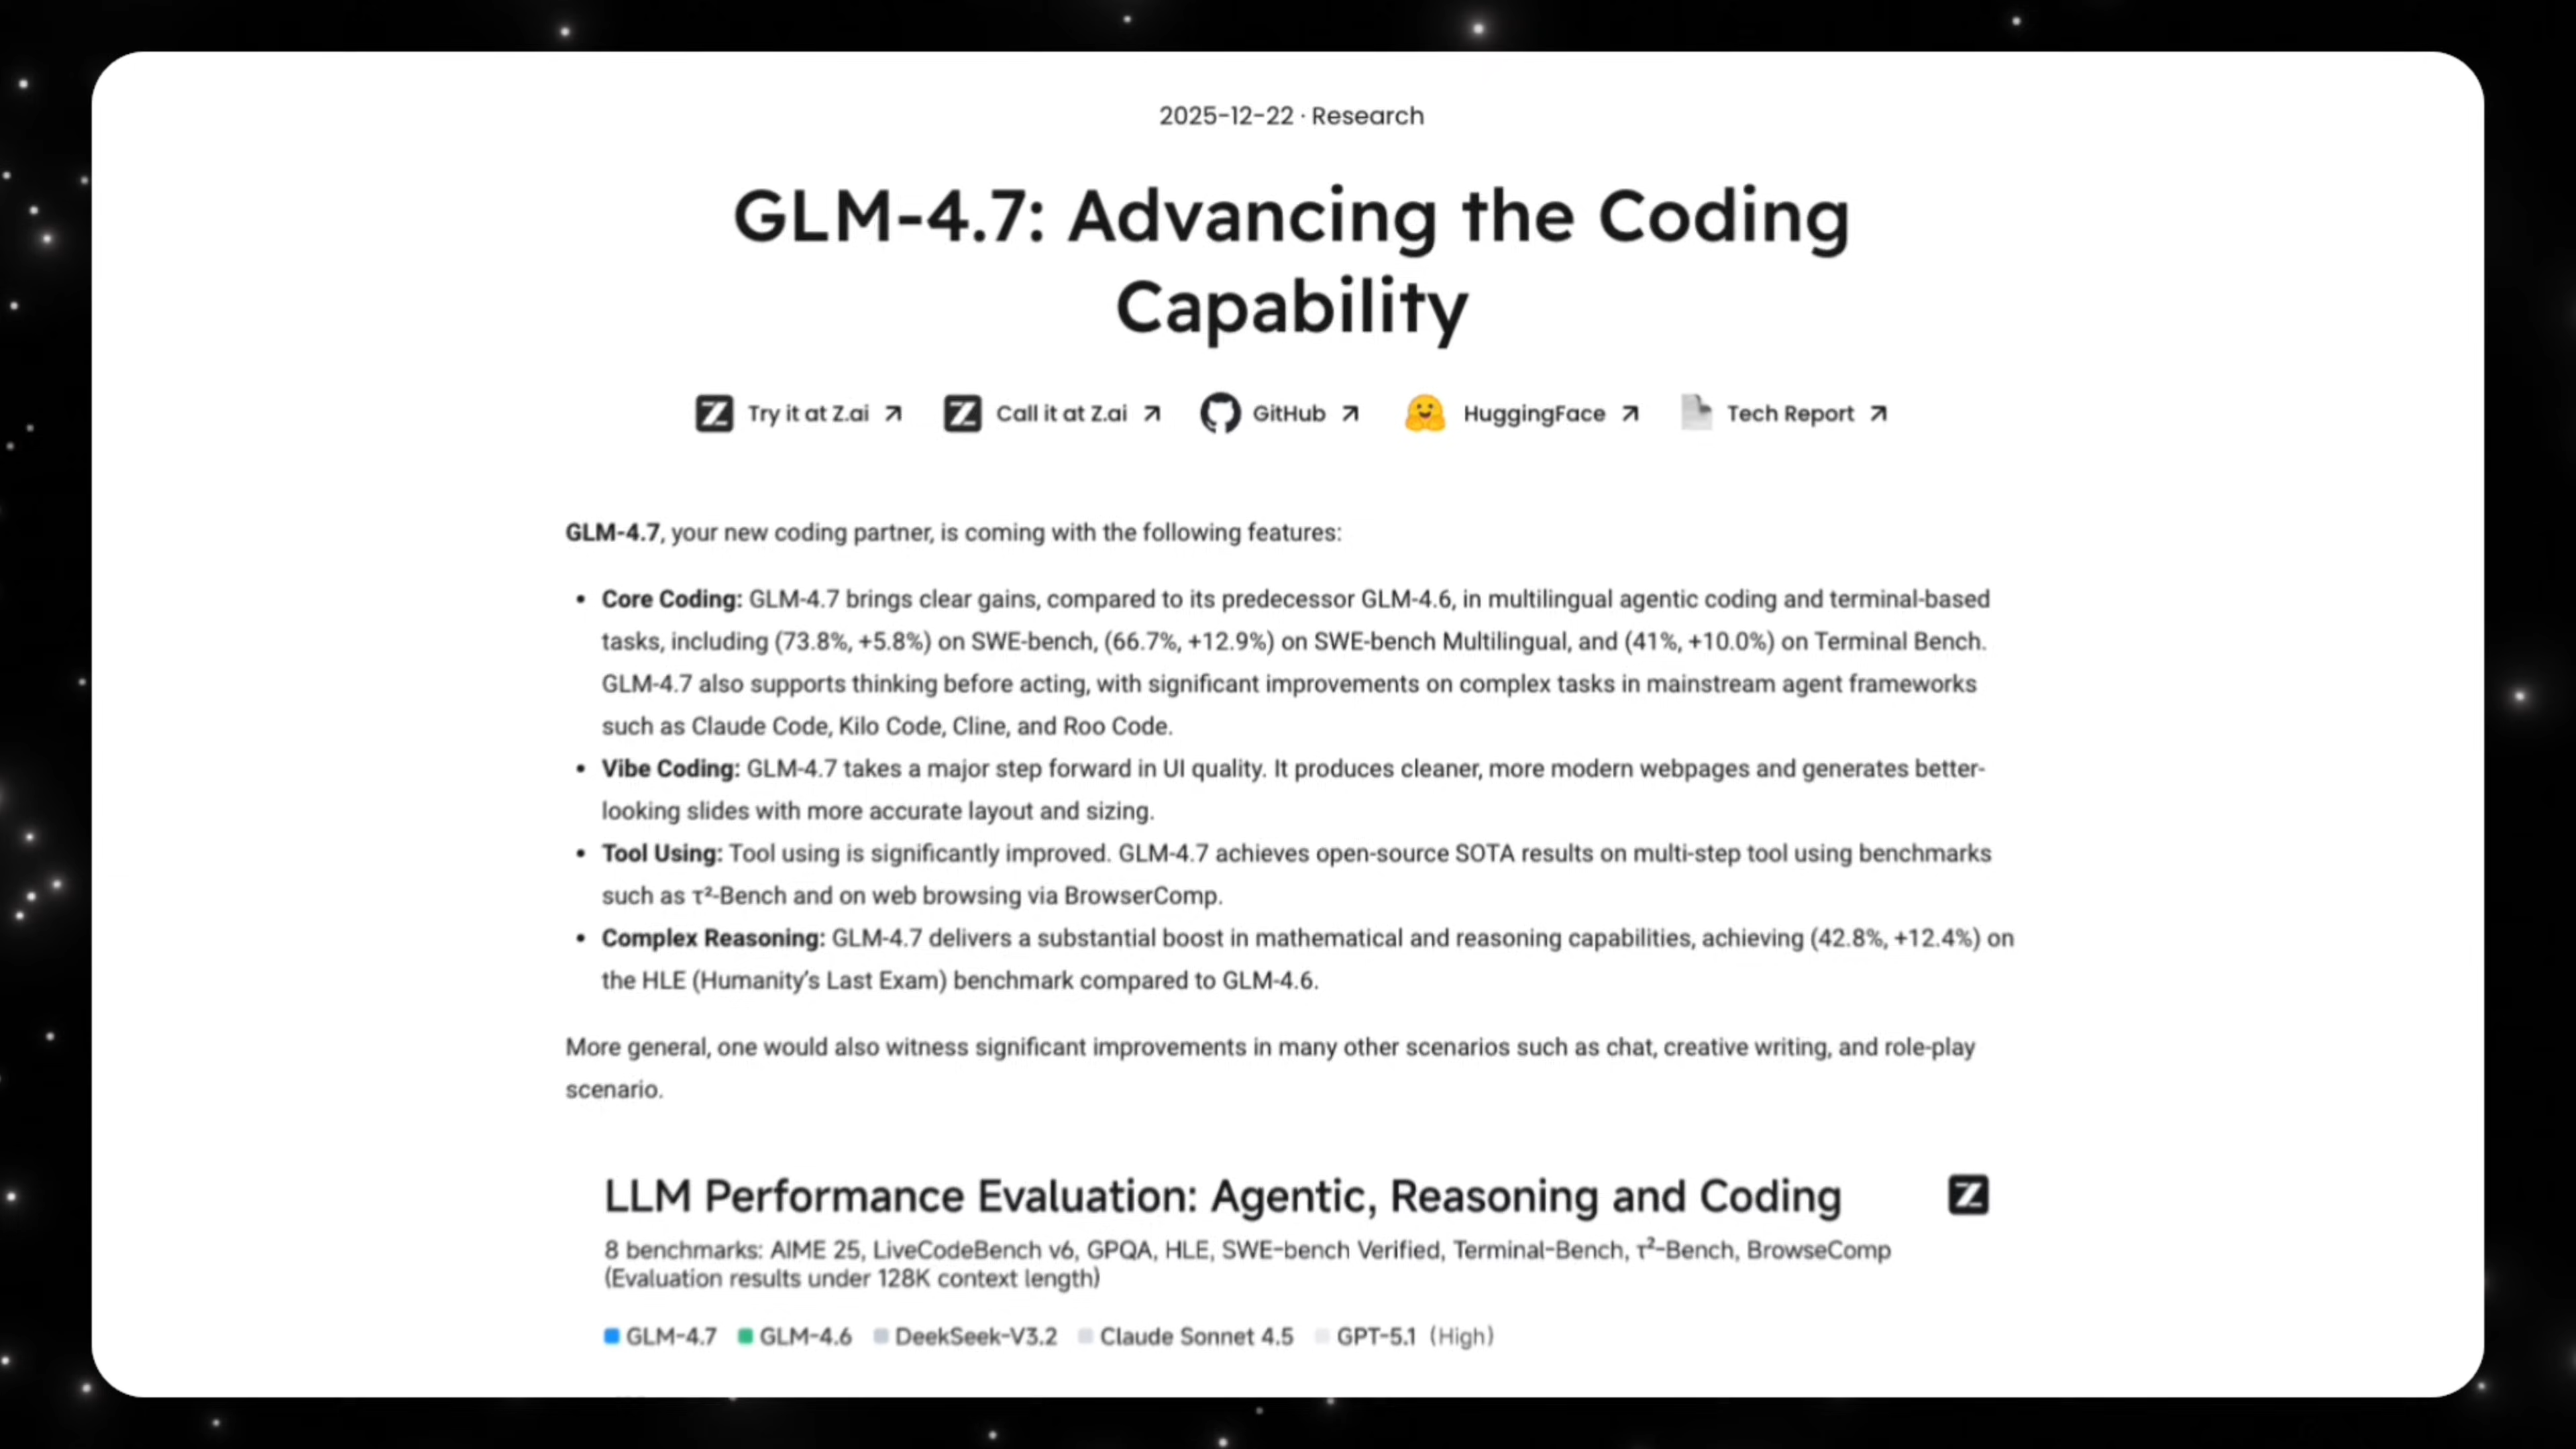 2025-12-22 · Research
GLM-4.7: Advancing the Coding
Capability
Try it at Z.ai Call it at Z.ai GitHub HuggingFace Tech Report
GLM-4.7, your new coding partner, is coming with the following features:
• Core Coding: GLM-4.7 brings clear gains, compared to its predecessor GLM-4.6, in multilingual agentic coding and terminal-based
tasks, including (73.8%, +5.8%) on SWE-bench, (66.7%, +12.9%) on SWE-bench Multilingual, and (41%, +10.0%) on Terminal Bench.
GLM-4.7 also supports thinking before acting, with significant improvements on complex tasks in mainstream agent frameworks
such as Claude Code, Kilo Code, Cline, and Roo Code.
• Vibe Coding: GLM-4.7 takes a major step forward in UI quality. It produces cleaner, more modern webpages and generates better-
looking slides with more accurate layout and sizing.
• Tool Using: Tool using is significantly improved. GLM-4.7 achieves open-source SOTA results on multi-step tool using benchmarks
such as τ²-Bench and on web browsing via BrowserComp.
• Complex Reasoning: GLM-4.7 delivers a substantial boost in mathematical and reasoning capabilities, achieving (42.8%, +12.4%) on
the HLE (Humanity’s Last Exam) benchmark compared to GLM-4.6.
More general, one would also witness significant improvements in many other scenarios such as chat, creative writing, and role-play
scenario.
LLM Performance Evaluation: Agentic, Reasoning and Coding
8 benchmarks: AIME 25, LiveCodeBench v6, GPQA, HLE, SWE-bench Verified, Terminal-Bench, τ²-Bench, BrowseComp
(Evaluation results under 128K context length)
GLM-4.7 GLM-4.6 DeekSeek-V3.2 Claude Sonnet 4.5 GPT-5.1 (High)